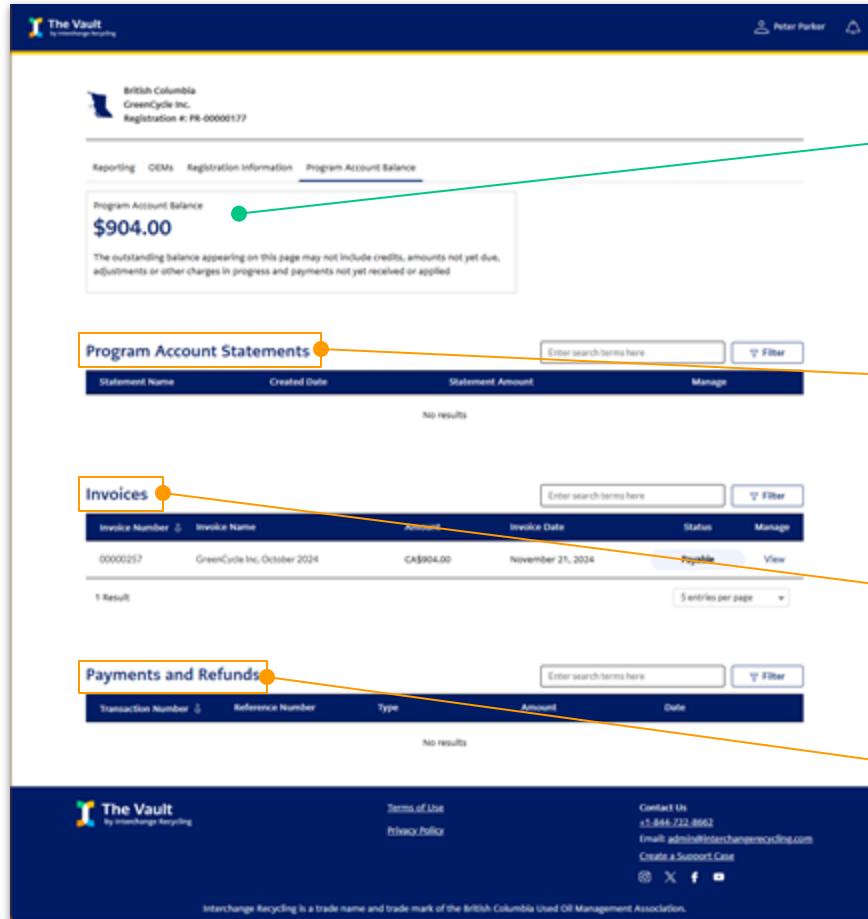 The Vault
by Interchange Recycling
Peter Parker
British Columbia
GreenCycle Inc.
Registration #: PR-00000177
Reporting OEMs Registration Information Program Account Balance
Program Account Balance
$904.00
The outstanding balance appearing on this page may not include credits, amounts not yet due,
adjustments or other charges in progress and payments not yet received or applied
Program Account Statements
Enter search terms here
Filter
Statement Name Created Date Statement Amount Manage
No results
Invoices
Enter search terms here
Filter
Invoice Number Invoice Name Amount Invoice Date Status Manage
00000257 GreenCycle Inc. October 2024 CA$904.00 November 21, 2024 Payable View
1 Result
5 entries per page
Payments and Refunds
Enter search terms here
Filter
Transaction Number Reference Number Type Amount Date
No results
The Vault
by Interchange Recycling
Terms of Use
Privacy Policy
Contact Us
+1-844-722-8662
Email: admin@interchangerecycling.com
Create a Support Case
Interchange Recycling is a trade name and trade mark of the British Columbia Used Oil Management Association.